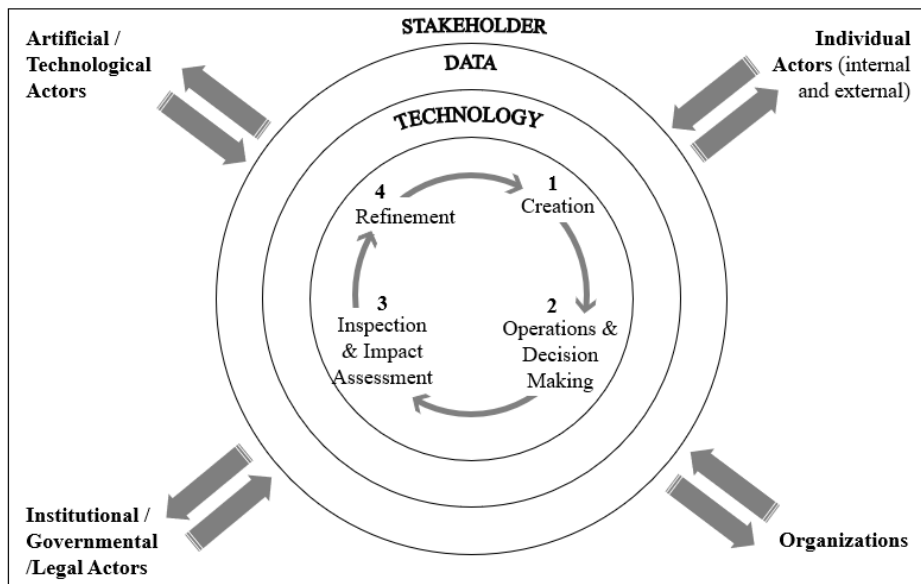 STAKEHOLDER
DATA
TECHNOLOGY
Artificial /
Technological
Actors
Individual
Actors (internal
and external)
1
Creation
2
Operations &
Decision
Making
3
Inspection
& Impact
Assessment
4
Refinement
Institutional /
Governmental
/Legal Actors
Organizations